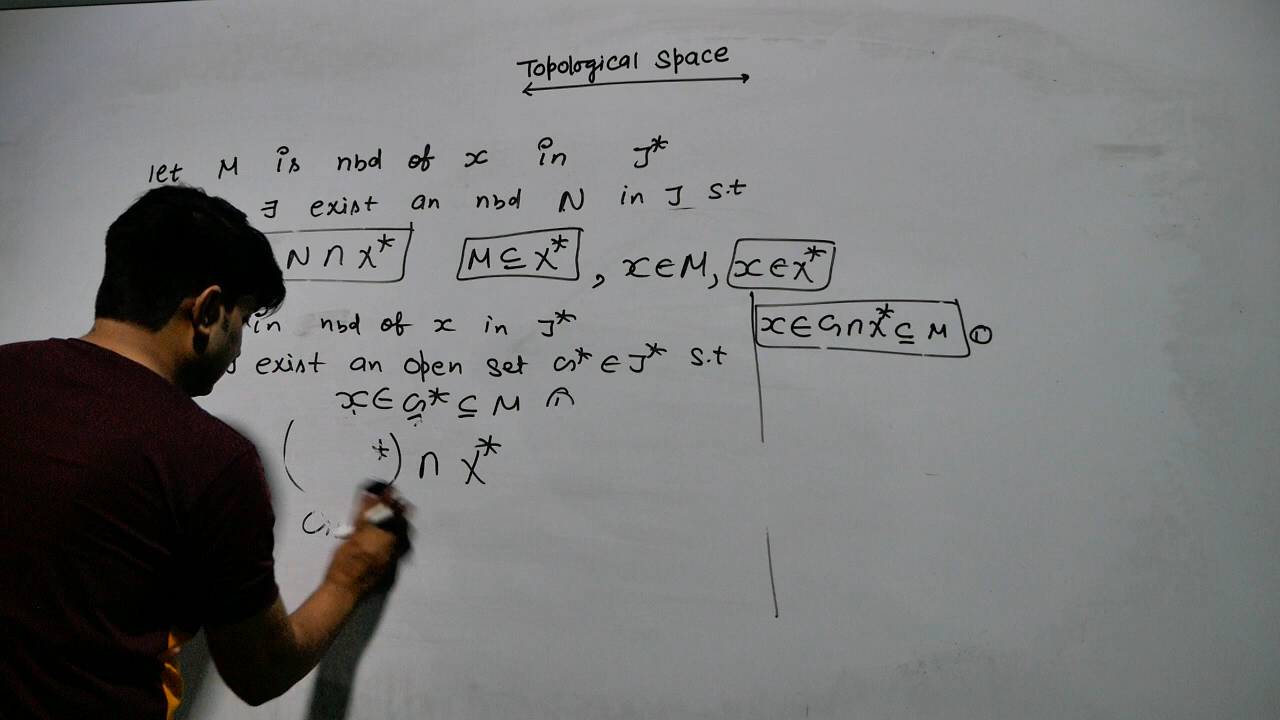 Topological Space
let M is nbd of x in J*
∃ exist an nbd N in J s.t
N ∩ X* M ⊆ X* , x ∈ M, x ∈ X*
in nbd of x in J*
x ∈ G ∩ X* ⊆ M
exist an open set G* ∈ J* s.t
x ∈ G* ⊆ M
( *) ∩ X*